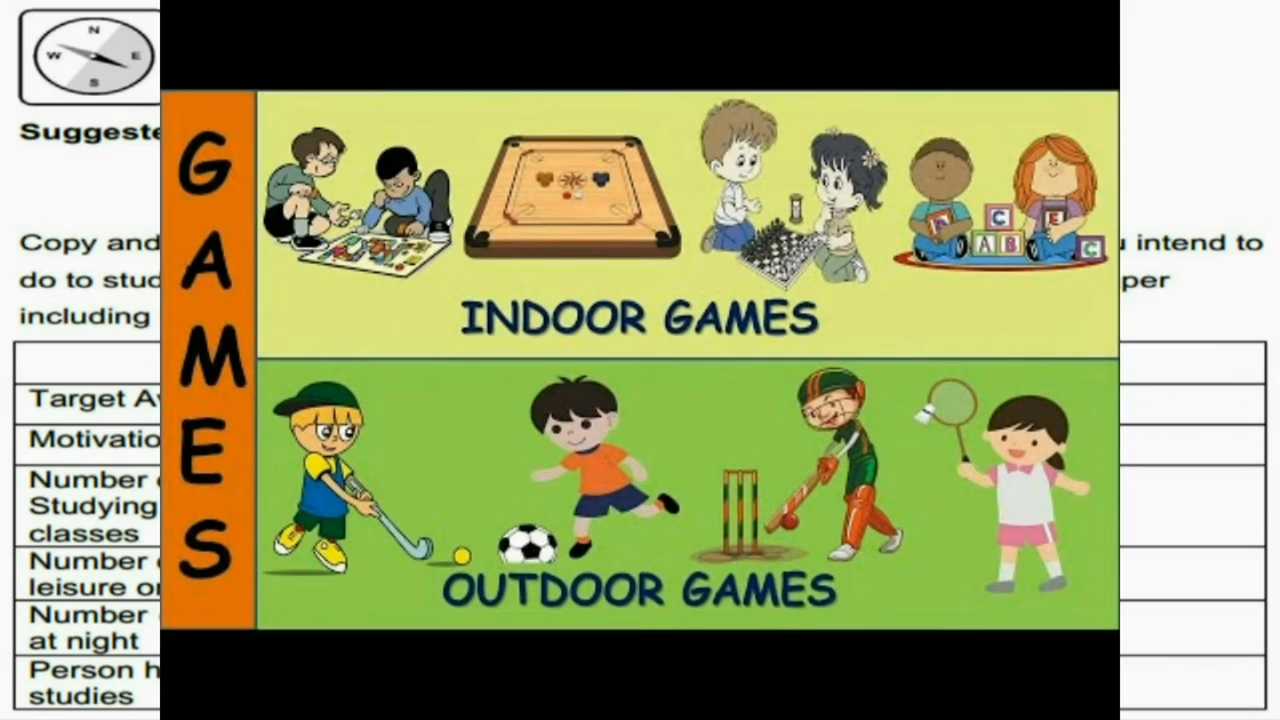 N
W E
S
Suggeste
Copy and
u intend to
do to stud
per
including
Target Av
Motivatio
Number
Studying
classes
Number
leisure or
Number
at night
Person h
studies
GAMES
C
A B E C
INDOOR GAMES
OUTDOOR GAMES